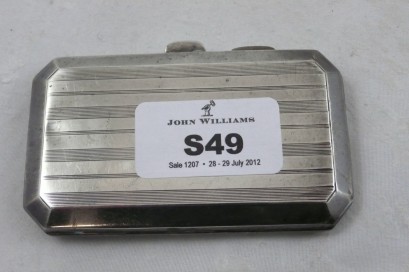 JOHN WILLIAMS
S49
Sale 1207 • 28 - 29 July 2012